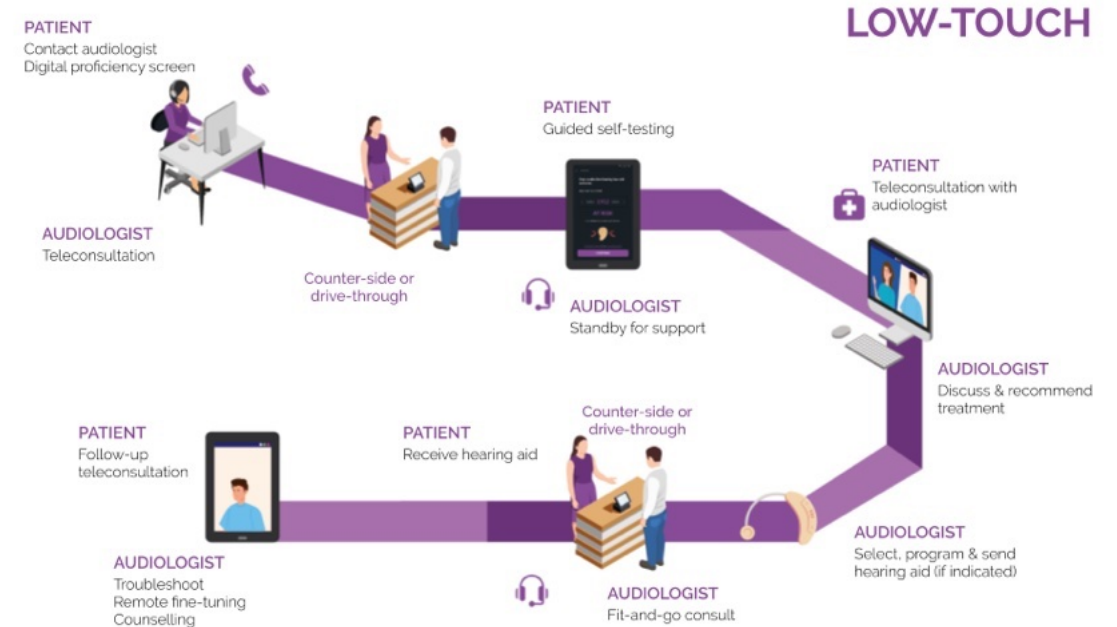 LOW-TOUCH
PATIENT
Contact audiologist
Digital proficiency screen
AUDIOLOGIST
Teleconsultation
Counter-side or
drive-through
PATIENT
Guided self-testing
AUDIOLOGIST
Standby for support
PATIENT
Teleconsultation with
audiologist
AUDIOLOGIST
Discuss & recommend
treatment
AUDIOLOGIST
Select, program & send
hearing aid (if indicated)
Counter-side or
drive-through
PATIENT
Receive hearing aid
AUDIOLOGIST
Fit-and-go consult
PATIENT
Follow-up
teleconsultation
AUDIOLOGIST
Troubleshoot
Remote fine-tuning
Counselling